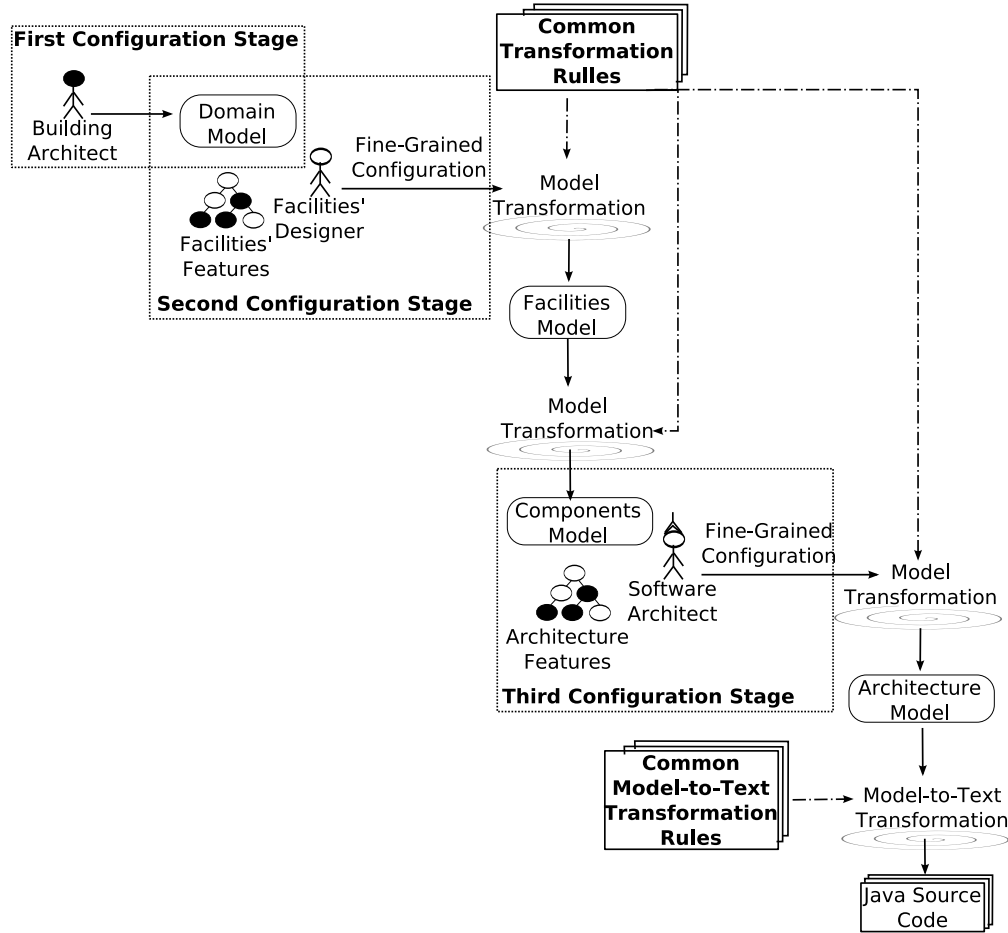 First Configuration Stage
Building
Architect
Domain
Model
Common
Transformation
Rulles
Fine-Grained
Configuration
Facilities'
Designer
Facilities'
Features
Second Configuration Stage
Model
Transformation
Facilities
Model
Model
Transformation
Components
Model
Fine-Grained
Configuration
Software
Architect
Architecture
Features
Third Configuration Stage
Model
Transformation
Architecture
Model
Common
Model-to-Text
Transformation
Rules
Model-to-Text
Transformation
Java Source
Code